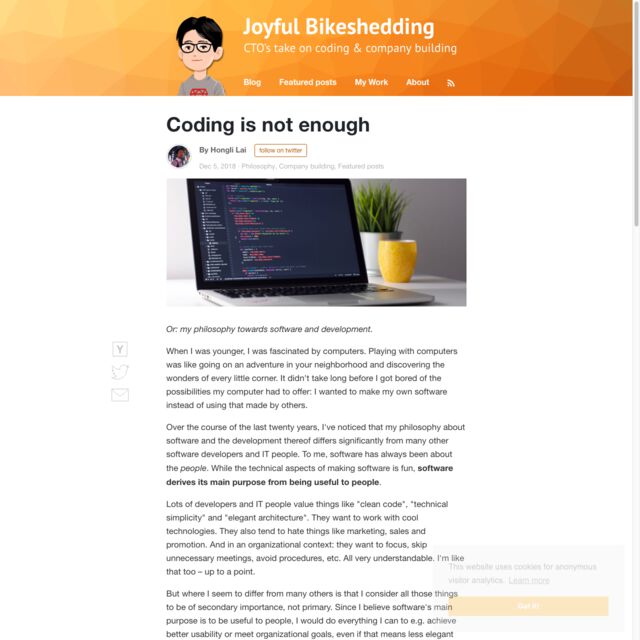 Joyful Bikeshedding
CTO's take on coding & company building
Blog Featured posts My Work About
Coding is not enough
By Hongli Lai follow on twitter
Dec 5, 2018 · Philosophy, Company building, Featured posts
Or: my philosophy towards software and development.
When I was younger, I was fascinated by computers. Playing with computers
was like going on an adventure in your neighborhood and discovering the
wonders of every little corner. It didn't take long before I got bored of the
possibilities my computer had to offer: I wanted to make my own software
instead of using that made by others.
Over the course of the last twenty years, I've noticed that my philosophy about
software and the development thereof differs significantly from many other
software developers and IT people. To me, software has always been about
the people. While the technical aspects of making software is fun, software
derives its main purpose from being useful to people.
Lots of developers and IT people value things like "clean code", "technical
simplicity" and "elegant architecture". They want to work with cool
technologies. They also tend to hate things like marketing, sales and
promotion. And in an organizational context: they want to focus, skip
unnecessary meetings, avoid procedures, etc. All very understandable. I'm like
that too – up to a point.
But where I seem to differ from many others is that I consider all those things
to be of secondary importance, not primary. Since I believe software's main
purpose is to be useful to people, I would do everything I can to e.g. achieve
better usability or meet organizational goals, even if that means less elegant
Y
This website uses cookies for anonymous
visitor analytics. Learn more
Got it!